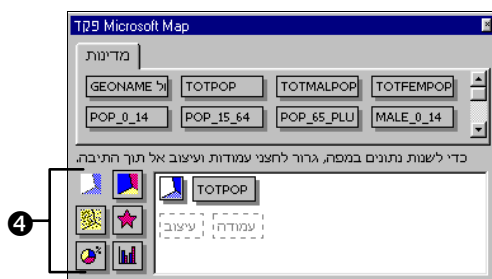 פקד Microsoft Map
מדינות
GEONAME ול TOTPOP TOTMALPOP TOTFEMPOP
POP_0_14 POP_15_64 POP_65_PLU MALE_0_14
כדי לשנות נתונים במפה, גרור לחצני עמודות ועיצוב אל תוך התיבה.
TOTPOP
עיצוב עמודה
4